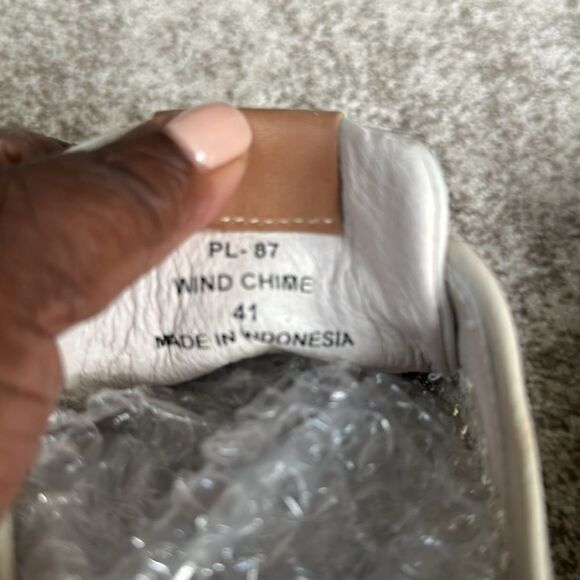 PL- 87
WIND CHIME
41
MADE IN INDONESIA